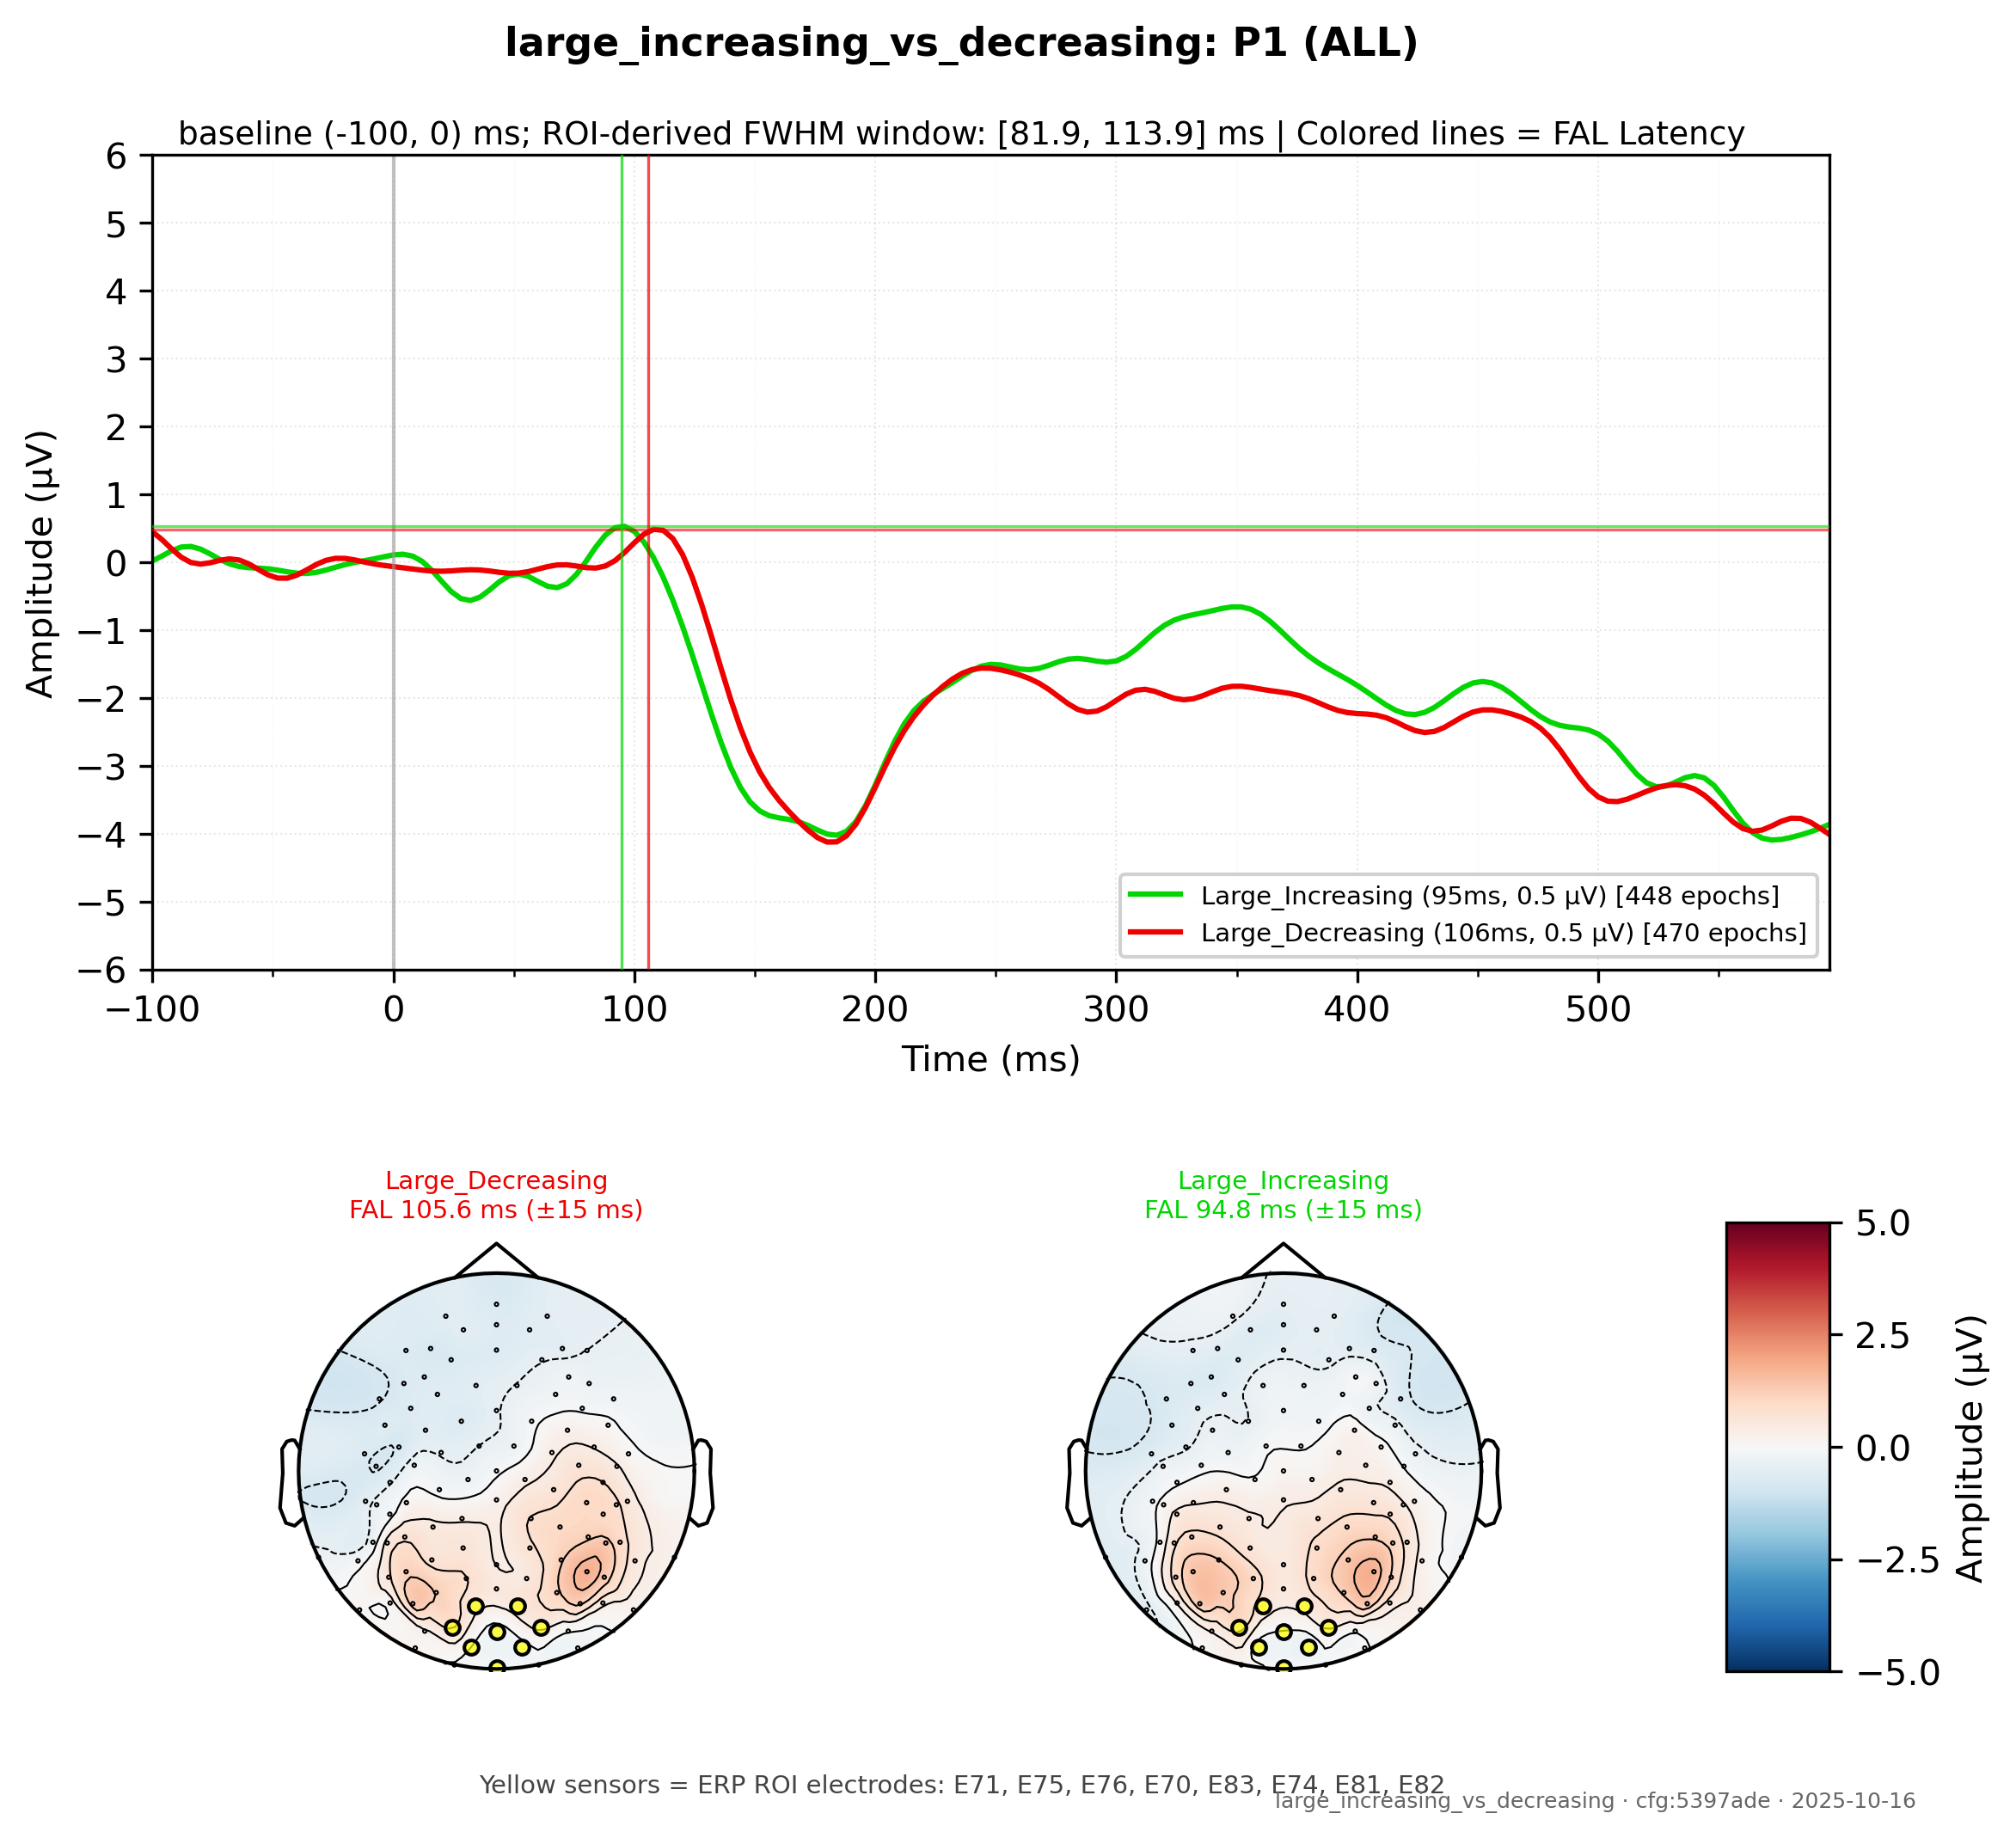 large_increasing_vs_decreasing: P1 (ALL)
baseline (-100, 0) ms; ROI-derived FWHM window: [81.9, 113.9] ms | Colored lines = FAL Latency
6
5
4
3
2
1
0
−1
−2
−3
−4
−5
−6
Amplitude (µV)
Large_Increasing (95ms, 0.5 µV) [448 epochs]
Large_Decreasing (106ms, 0.5 µV) [470 epochs]
−100 0 100 200 300 400 500
Time (ms)
Large_Decreasing
FAL 105.6 ms (±15 ms)
Large_Increasing
FAL 94.8 ms (±15 ms)
5.0
2.5
0.0
−2.5
−5.0
Amplitude (µV)
Yellow sensors = ERP ROI electrodes: E71, E75, E76, E70, E83, E74, E81, E82
large_increasing_vs_decreasing · cfg:5397ade · 2025-10-16